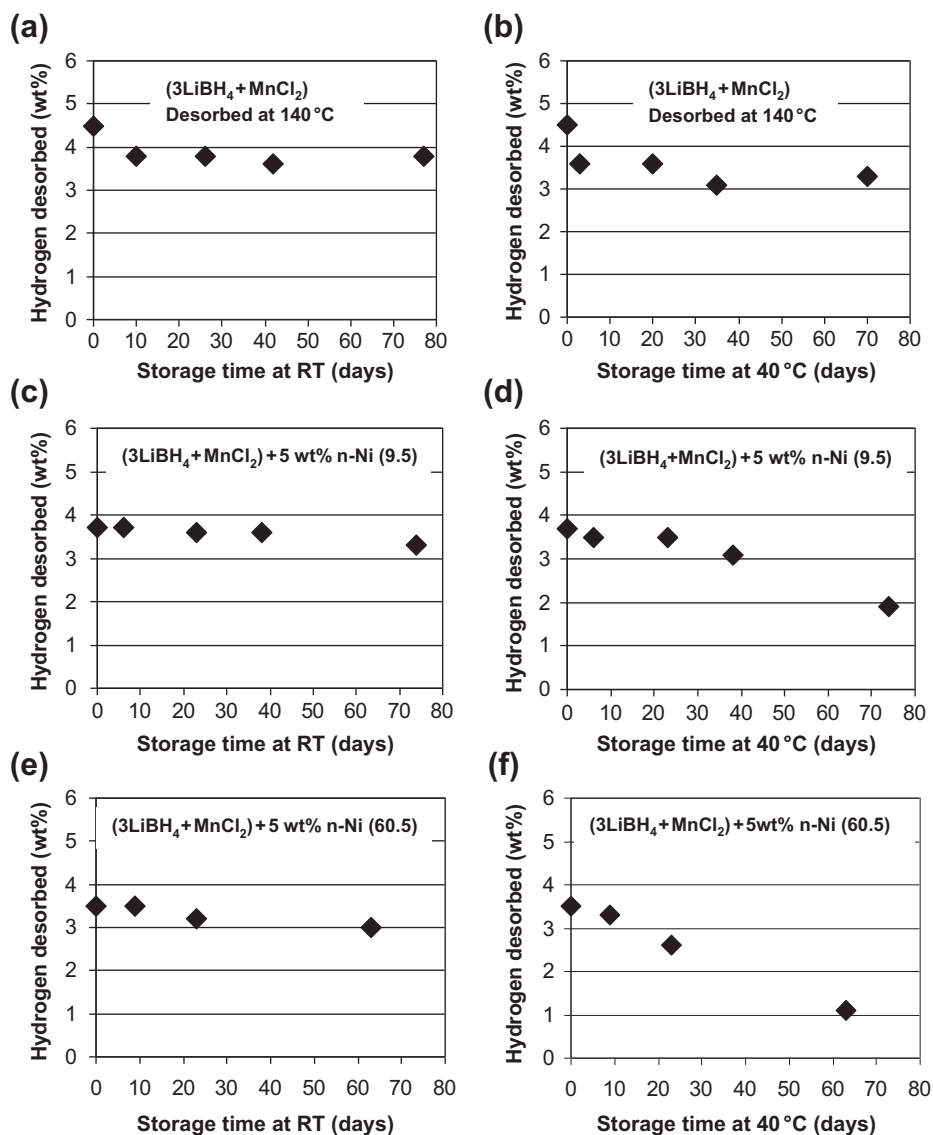 (a)
6
5
4
3
2
1
0
Hydrogen desorbed (wt%)
(3LiBH₄+MnCl₂)
Desorbed at 140 °C
0 10 20 30 40 50 60 70 80
Storage time at RT (days)
(b)
6
5
4
3
2
1
0
Hydrogen desorbed (wt%)
(3LiBH₄+MnCl₂)
Desorbed at 140 °C
0 10 20 30 40 50 60 70 80
Storage time at 40 °C (days)
(c)
6
5
4
3
2
1
0
Hydrogen desorbed (wt%)
(3LiBH₄+MnCl₂)+5 wt% n-Ni (9.5)
0 10 20 30 40 50 60 70 80
Storage time at RT (days)
(d)
6
5
4
3
2
1
0
Hydrogen desorbed (wt%)
(3LiBH₄+MnCl₂)+5 wt% n-Ni (9.5)
0 10 20 30 40 50 60 70 80
Storage time at 40 °C (days)
(e)
6
5
4
3
2
1
0
Hydrogen desorbed (wt%)
(3LiBH₄+MnCl₂)+5 wt% n-Ni (60.5)
0 10 20 30 40 50 60 70 80
Storage time at RT (days)
(f)
6
5
4
3
2
1
0
Hydrogen desorbed (wt%)
(3LiBH₄+MnCl₂)+5wt% n-Ni (60.5)
0 10 20 30 40 50 60 70 80
Storage time at 40 °C (days)